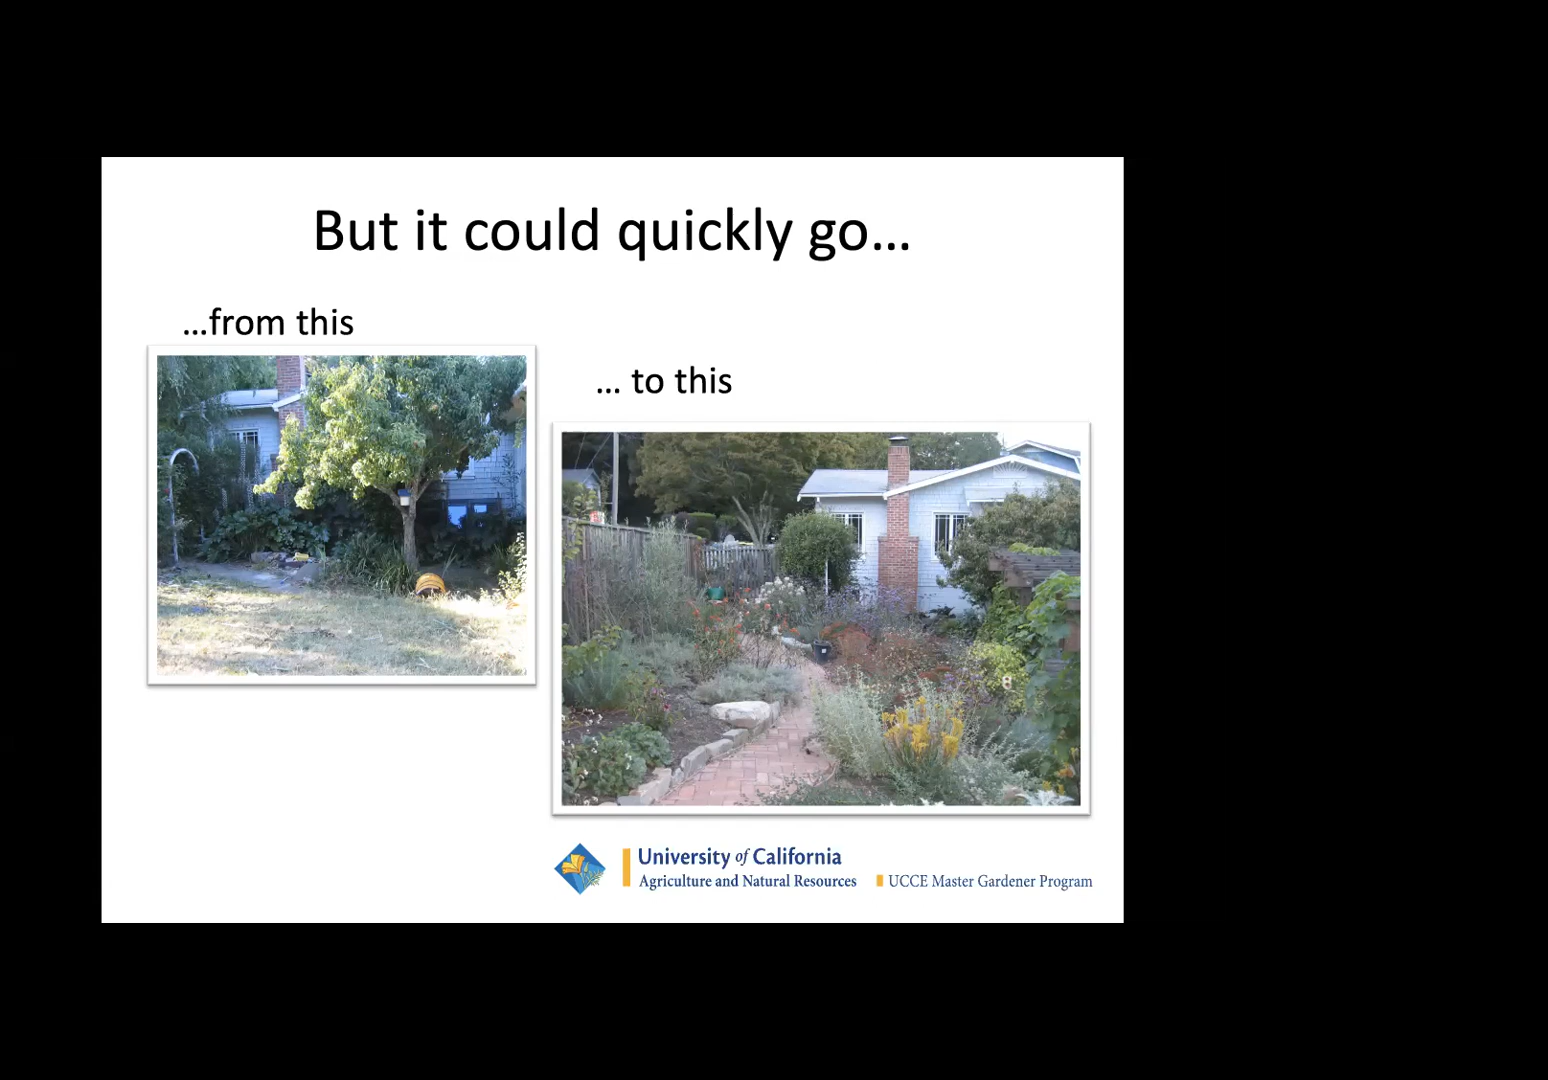 But it could quickly go…
…from this
… to this
University of California
Agriculture and Natural Resources
UCCE Master Gardener Program